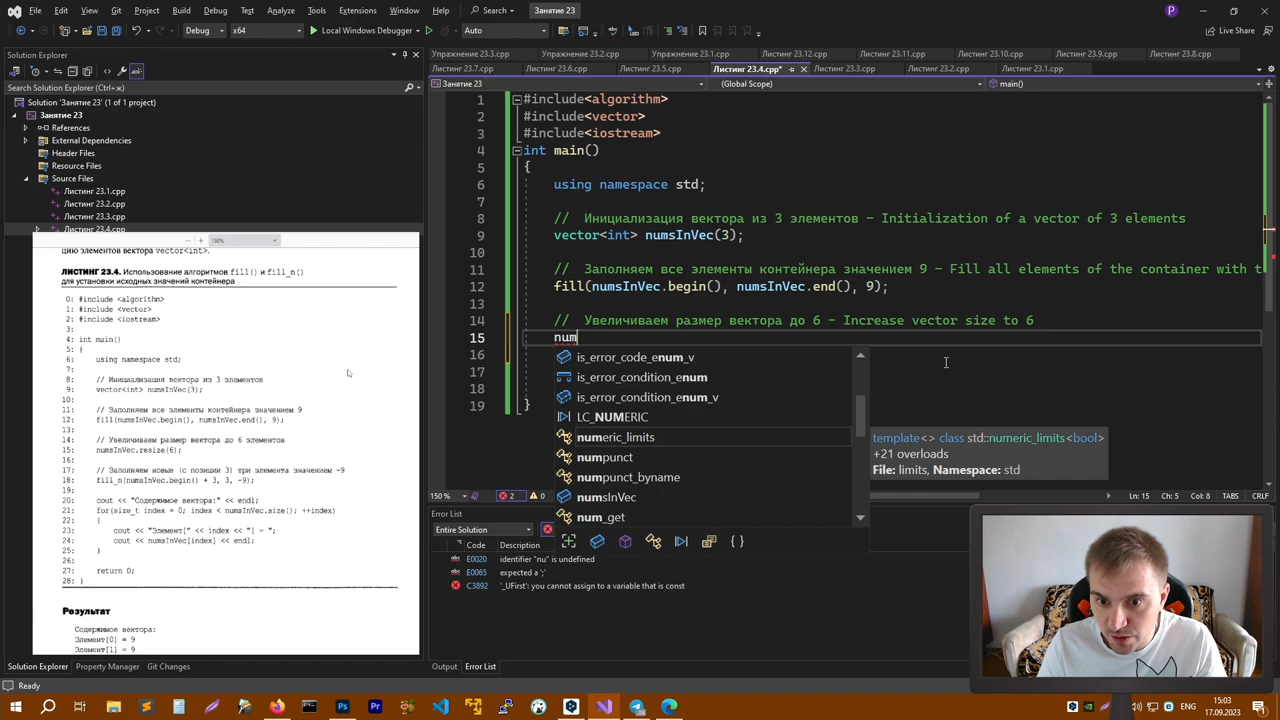 File Edit View Git Project Build Debug Test Analyze Tools Extensions Window Help Search Занятие 23 P
Debug x64 Local Windows Debugger Auto Live Share
Solution Explorer
Search Solution Explorer (Ctrl+ж)
Solution 'Занятие 23' (1 of 1 project)
Занятие 23
References
External Dependencies
Header Files
Resource Files
Source Files
Листинг 23.1.cpp
Листинг 23.2.cpp
Листинг 23.3.cpp
Листинг 23.4.cpp
150%
цию элементов вектора vector<int>.
ЛИСТИНГ 23.4. Использование алгоритмов fill() и fill_n()
для установки исходных значений контейнера
0: #include <algorithm>
1: #include <vector>
2: #include <iostream>
3:
4: int main()
5: {
6: using namespace std;
7:
8: // Инициализация вектора из 3 элементов
9: vector<int> numsInVec(3);
10:
11: // Заполняем все элементы контейнера значением 9
12: fill(numsInVec.begin(), numsInVec.end(), 9);
13:
14: // Увеличиваем размер вектора до 6 элементов
15: numsInVec.resize(6);
16:
17: // Заполняем новые (с позиции 3) три элемента значением -9
18: fill_n(numsInVec.begin() + 3, 3, -9);
19:
20: cout << "Содержимое вектора:" << endl;
21: for(size_t index = 0; index < numsInVec.size(); ++index)
22: {
23: cout << "Элемент[" << index << "] = ";
24: cout << numsInVec[index] << endl;
25: }
26:
27: return 0;
28: }
Результат
Содержимое вектора:
Элемент[0] = 9
Элемент[1] = 9
Solution Explorer Property Manager Git Changes
Упражнение 23.3.cpp Упражнение 23.2.cpp Упражнение 23.1.cpp Листинг 23.12.cpp Листинг 23.11.cpp Листинг 23.10.cpp Листинг 23.9.cpp Листинг 23.8.cpp
Листинг 23.7.cpp Листинг 23.6.cpp Листинг 23.5.cpp Листинг 23.4.cpp* Листинг 23.3.cpp Листинг 23.2.cpp Листинг 23.1.cpp
Занятие 23 (Global Scope) main()
1 #include<algorithm>
2 #include<vector>
3 #include<iostream>
4 int main()
5 {
6 using namespace std;
7
8 // Инициализация вектора из 3 элементов – Initialization of a vector of 3 elements
9 vector<int> numsInVec(3);
10
11 // Заполняем все элементы контейнера значением 9 – Fill all elements of the container with t
12 fill(numsInVec.begin(), numsInVec.end(), 9);
13
14 // Увеличиваем размер вектора до 6 – Increase vector size to 6
15 num
16
17
18
19 }
is_error_code_enum_v
is_error_condition_enum
is_error_condition_enum_v
LC_NUMERIC
numeric_limits
numpunct
numpunct_byname
numsInVec
num_get
template<> class std::numeric_limits<bool>
+21 overloads
File: limits, Namespace: std
150 % 2 0 Ln: 15 Ch: 5 Col: 8 TABS CRLF
Error List
Entire Solution
Code Description
E0020 identifier "nu" is undefined
E0065 expected a ';'
C3892 '_UFirst': you cannot assign to a variable that is const
Output Error List
Ready
ENG 15:03
17.09.2023